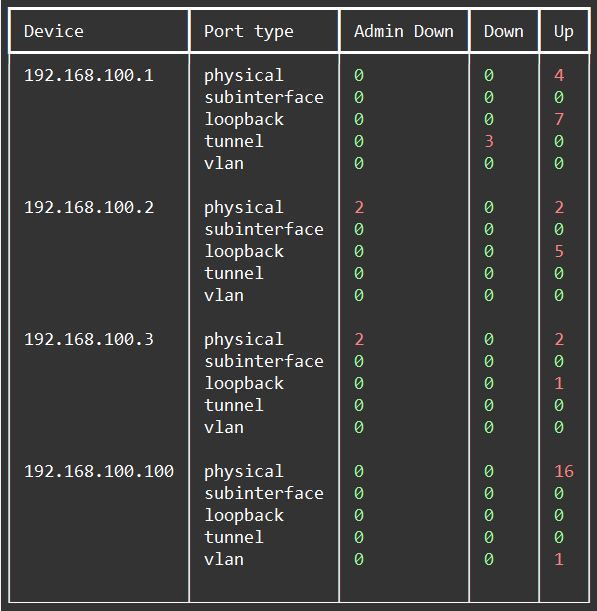 Device Port type Admin Down Down Up
192.168.100.1 physical 0 0 4
subinterface 0 0 0
loopback 0 0 7
tunnel 0 3 0
vlan 0 0 0
192.168.100.2 physical 2 0 2
subinterface 0 0 0
loopback 0 0 5
tunnel 0 0 0
vlan 0 0 0
192.168.100.3 physical 2 0 2
subinterface 0 0 0
loopback 0 0 1
tunnel 0 0 0
vlan 0 0 0
192.168.100.100 physical 0 0 16
subinterface 0 0 0
loopback 0 0 0
tunnel 0 0 0
vlan 0 0 1